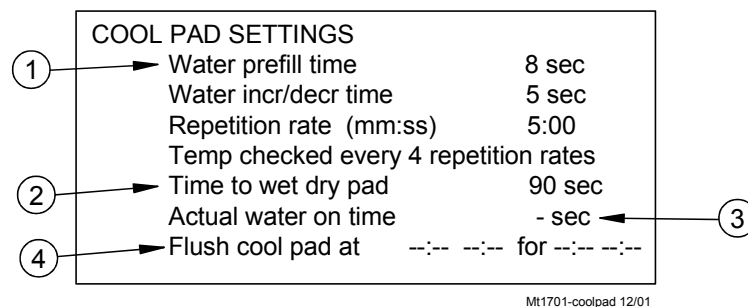 COOL PAD SETTINGS
1 Water prefill time 8 sec
Water incr/decr time 5 sec
Repetition rate (mm:ss) 5:00
Temp checked every 4 repetition rates
2 Time to wet dry pad 90 sec
Actual water on time - sec 3
4 Flush cool pad at --:-- --:-- for --:-- --:--
Mt1701-coolpad 12/01